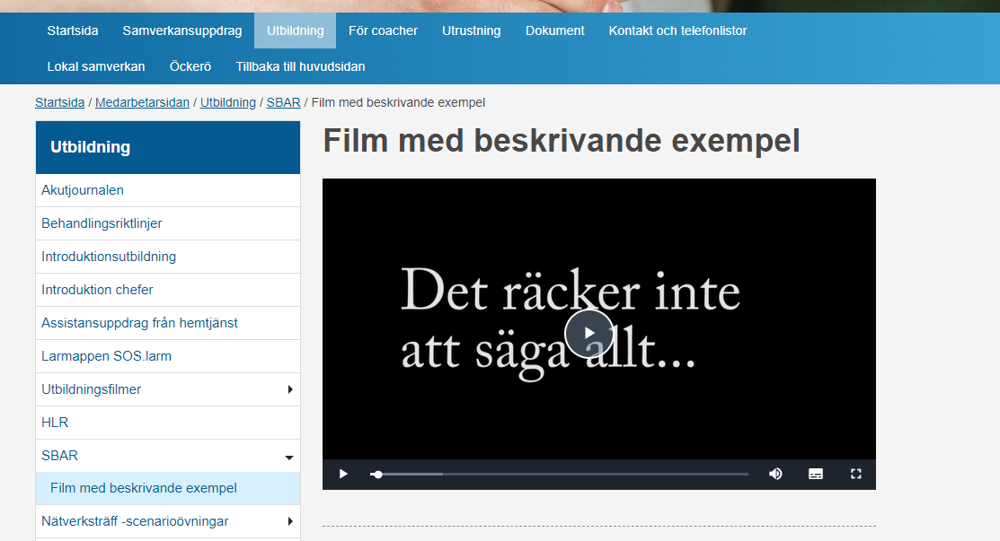 Startsida Samverkansuppdrag Utbildning För coacher Utrustning Dokument Kontakt och telefonlistor
Lokal samverkan Öckerö Tillbaka till huvudsidan
Startsida / Medarbetarsidan / Utbildning / SBAR / Film med beskrivande exempel
Utbildning
Akutjournalen
Behandlingsriktlinjer
Introduktionsutbildning
Introduktion chefer
Assistansuppdrag från hemtjänst
Larmappen SOS.larm
Utbildningsfilmer
HLR
SBAR
Film med beskrivande exempel
Nätverksträff -scenarioövningar
Film med beskrivande exempel
Det räcker inte
att säga allt...